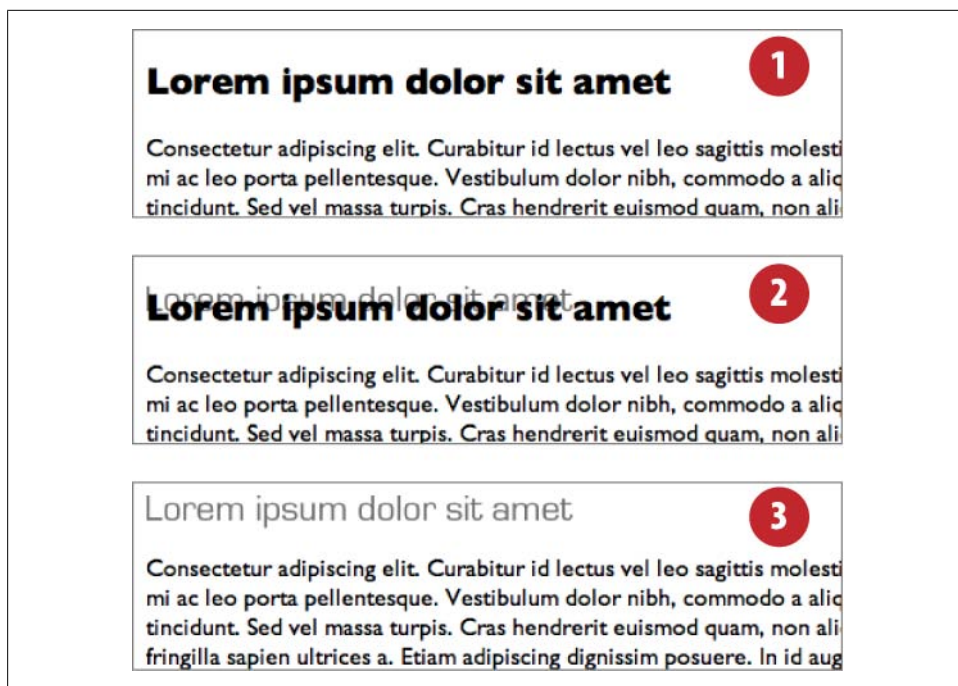 Lorem ipsum dolor sit amet
1
Consectetur adipiscing elit. Curabitur id lectus vel leo sagittis molesti
mi ac leo porta pellentesque. Vestibulum dolor nibh, commodo a aliq
tincidunt. Sed vel massa turpis. Cras hendrerit euismod quam, non ali
Lorem ipsum dolor sit amet
Lorem ipsum dolor sit amet
2
Consectetur adipiscing elit. Curabitur id lectus vel leo sagittis molesti
mi ac leo porta pellentesque. Vestibulum dolor nibh, commodo a aliq
tincidunt. Sed vel massa turpis. Cras hendrerit euismod quam, non ali
Lorem ipsum dolor sit amet
3
Consectetur adipiscing elit. Curabitur id lectus vel leo sagittis molesti
mi ac leo porta pellentesque. Vestibulum dolor nibh, commodo a aliq
tincidunt. Sed vel massa turpis. Cras hendrerit euismod quam, non ali
fringilla sapien ultrices a. Etiam adipiscing dignissim posuere. In id aug